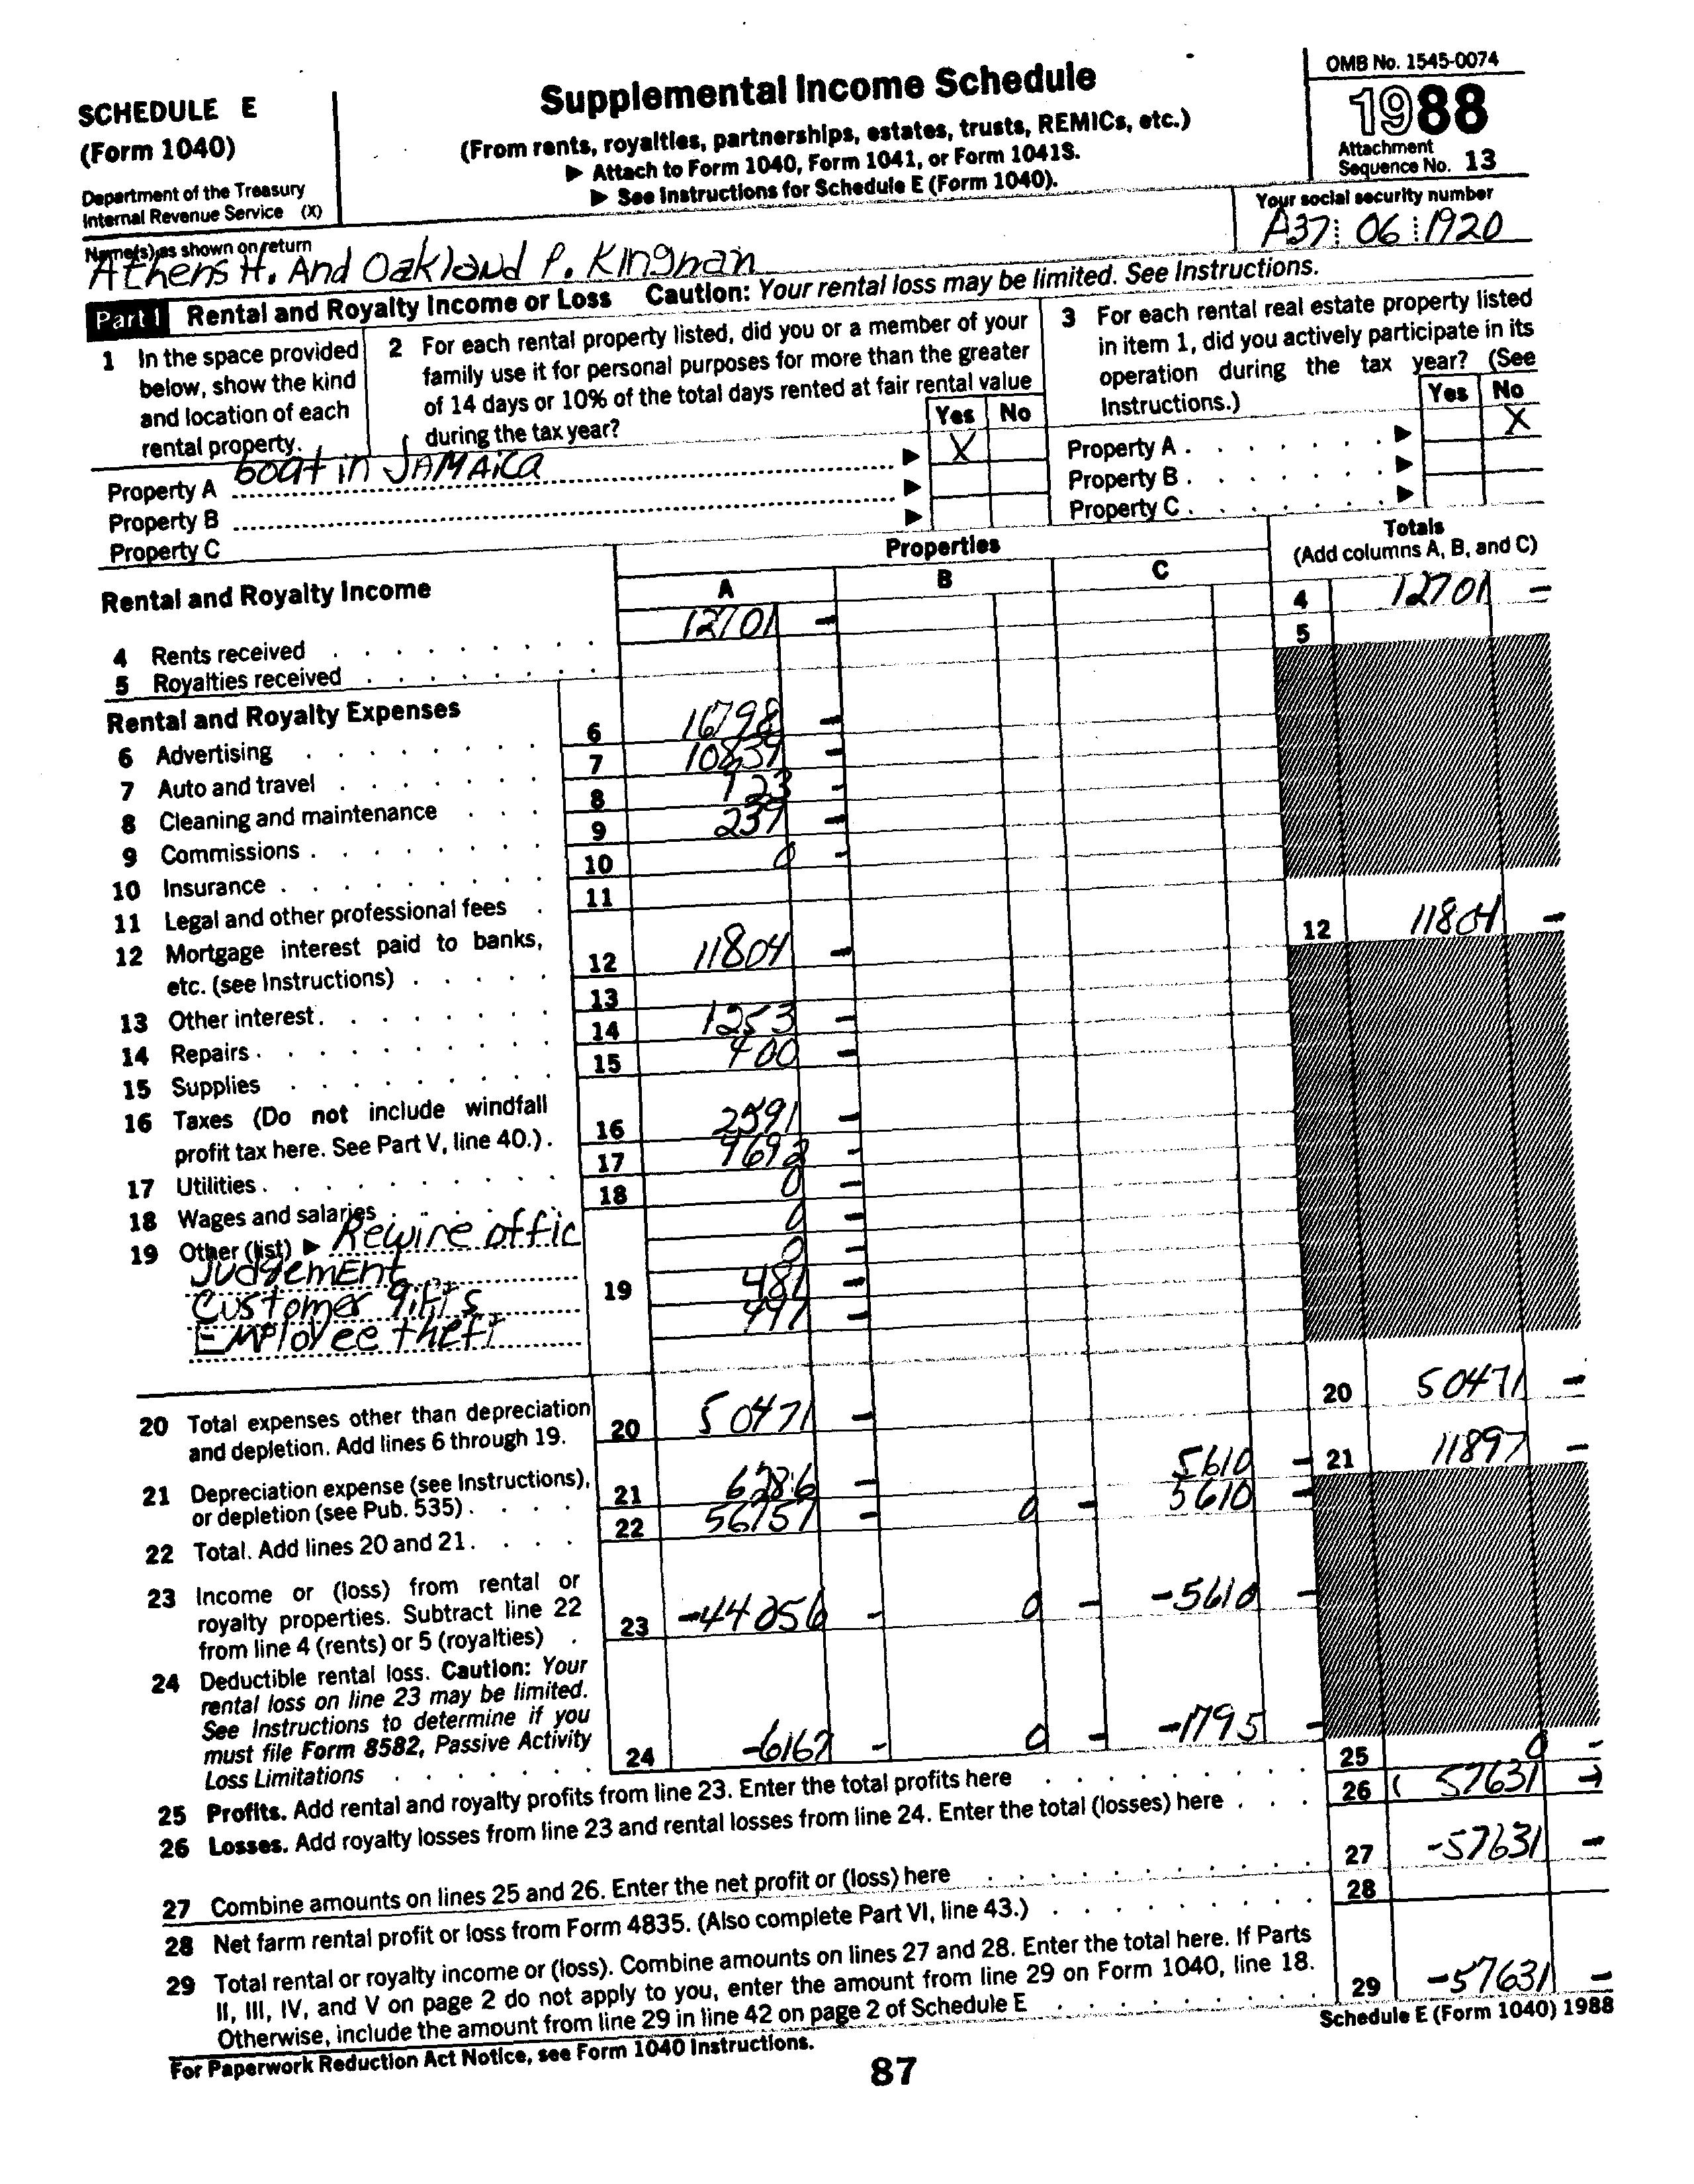 SCHEDULE E
(Form 1040)
Department of the Treasury
Internal Revenue Service (X)
Supplemental Income Schedule
(From rents, royalties, partnerships, estates, trusts, REMICs, etc.)
▶ Attach to Form 1040, Form 1041, or Form 1041S.
▶ See Instructions for Schedule E (Form 1040).
OMB No. 1545-0074
1988
Attachment
Sequence No. 13
Name(s) as shown on return
Athens H. And Oakland P. Kingman
Your social security number
A37 06 1920
Part I Rental and Royalty Income or Loss Caution: Your rental loss may be limited. See Instructions.
1 In the space provided
below, show the kind
and location of each
rental property.
2 For each rental property listed, did you or a member of your
family use it for personal purposes for more than the greater
of 14 days or 10% of the total days rented at fair rental value
during the tax year?
Yes No
3 For each rental real estate property listed
in item 1, did you actively participate in its
operation during the tax year? (See
Instructions.)
Yes No
Property A boat in JAMAica ▶ X
Property B ▶
Property C ▶
Property A ▶ X
Property B ▶
Property C ▶
Rental and Royalty Income
Properties
A B C
Totals
(Add columns A, B, and C)
4 Rents received 12701 - 4 12701 -
5 Royalties received 5
Rental and Royalty Expenses
6 Advertising 6 16798 -
7 Auto and travel 7 10839 -
8 Cleaning and maintenance 8 -
9 Commissions 9 239 -
10 Insurance 10 0 -
11 Legal and other professional fees 11
12 Mortgage interest paid to banks,
etc. (see Instructions) 12 11804 - 12 11804 -
13 Other interest 13
14 Repairs 14 1253 -
15 Supplies 15 -
16 Taxes (Do not include windfall
profit tax here. See Part V, line 40.) 16 2591 -
17 Utilities 17 -
18 Wages and salaries 18 0 -
19 Other (list) ▶ Rewire offic 0 -
Judgement 0 -
Customer gifts 19 481 -
Employee theft -
20 Total expenses other than depreciation
and depletion. Add lines 6 through 19. 20 50471 - 20 50471 -
21 Depreciation expense (see Instructions),
or depletion (see Pub. 535) 21 6286 - 5610 - 21 11897 -
22 Total. Add lines 20 and 21. 22 56757 - 0 - 5610 -
23 Income or (loss) from rental or
royalty properties. Subtract line 22
from line 4 (rents) or 5 (royalties) 23 -44056 - 0 - -5610 -
24 Deductible rental loss. Caution: Your
rental loss on line 23 may be limited.
See Instructions to determine if you
must file Form 8582, Passive Activity
Loss Limitations 24 -6167 - 0 - -1795 -
25 Profits. Add rental and royalty profits from line 23. Enter the total profits here 25 0 -
26 Losses. Add royalty losses from line 23 and rental losses from line 24. Enter the total (losses) here 26 ( 57631 -)
27 Combine amounts on lines 25 and 26. Enter the net profit or (loss) here 27 -57631 -
28 Net farm rental profit or loss from Form 4835. (Also complete Part VI, line 43.) 28
29 Total rental or royalty income or (loss). Combine amounts on lines 27 and 28. Enter the total here. If Parts
II, III, IV, and V on page 2 do not apply to you, enter the amount from line 29 on Form 1040, line 18.
Otherwise, include the amount from line 29 in line 42 on page 2 of Schedule E 29 -57631 -
For Paperwork Reduction Act Notice, see Form 1040 Instructions.
Schedule E (Form 1040) 1988
87